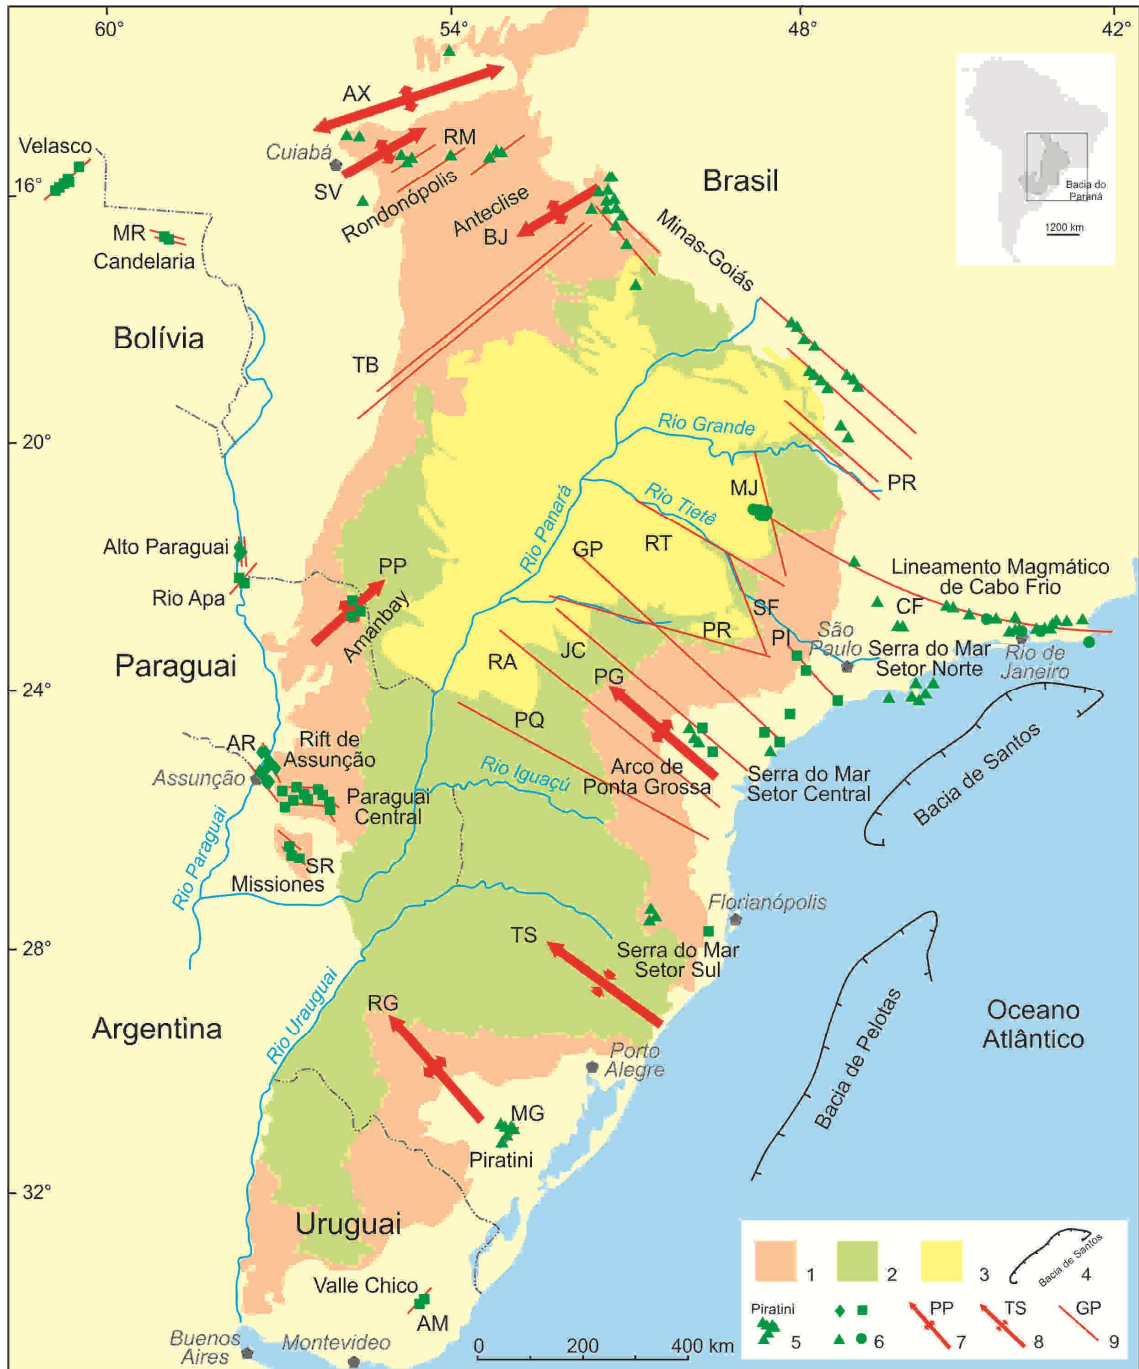 60°
54°
48°
42°
AX
Velasco
Cuiabá
RM
SV
Rondonópolis
Anteclise
BJ
Brasil
16°
Minas-Goiás
Bacia do
Paraná
1200 km
MR
Candelaria
Bolívia
TB
20°
Rio Grande
MJ
PR
Rio Panará
Rio Tietê
GP
RT
Alto Paraguai
PP
Rio Apa
Amanbay
Lineamento Magmático
de Cabo Frio
CF
SF
PR
PI
São
Paulo
Serra do Mar
Setor Norte
Rio de
Janeiro
Paraguai
24°
JC
RA
PG
PQ
Bacia de Santos
AR
Rift de
Assunção
Assunção
Rio Iguaçú
Arco de
Ponta Grossa
Serra do Mar
Setor Central
Paraguai
Central
Rio Paraguai
SR
Missiones
Florianópolis
28°
TS
Serra do Mar
Setor Sul
RG
Rio Urauguai
Argentina
Bacia de Pelotas
Oceano
Atlântico
Porto
Alegre
MG
Piratini
32°
Uruguai
Valle Chico
AM
Buenos
Aires
Montevideo
0 200 400 km
1
2
3
Bacia de Santos
4
Piratini
5
6
PP
7
TS
8
GP
9